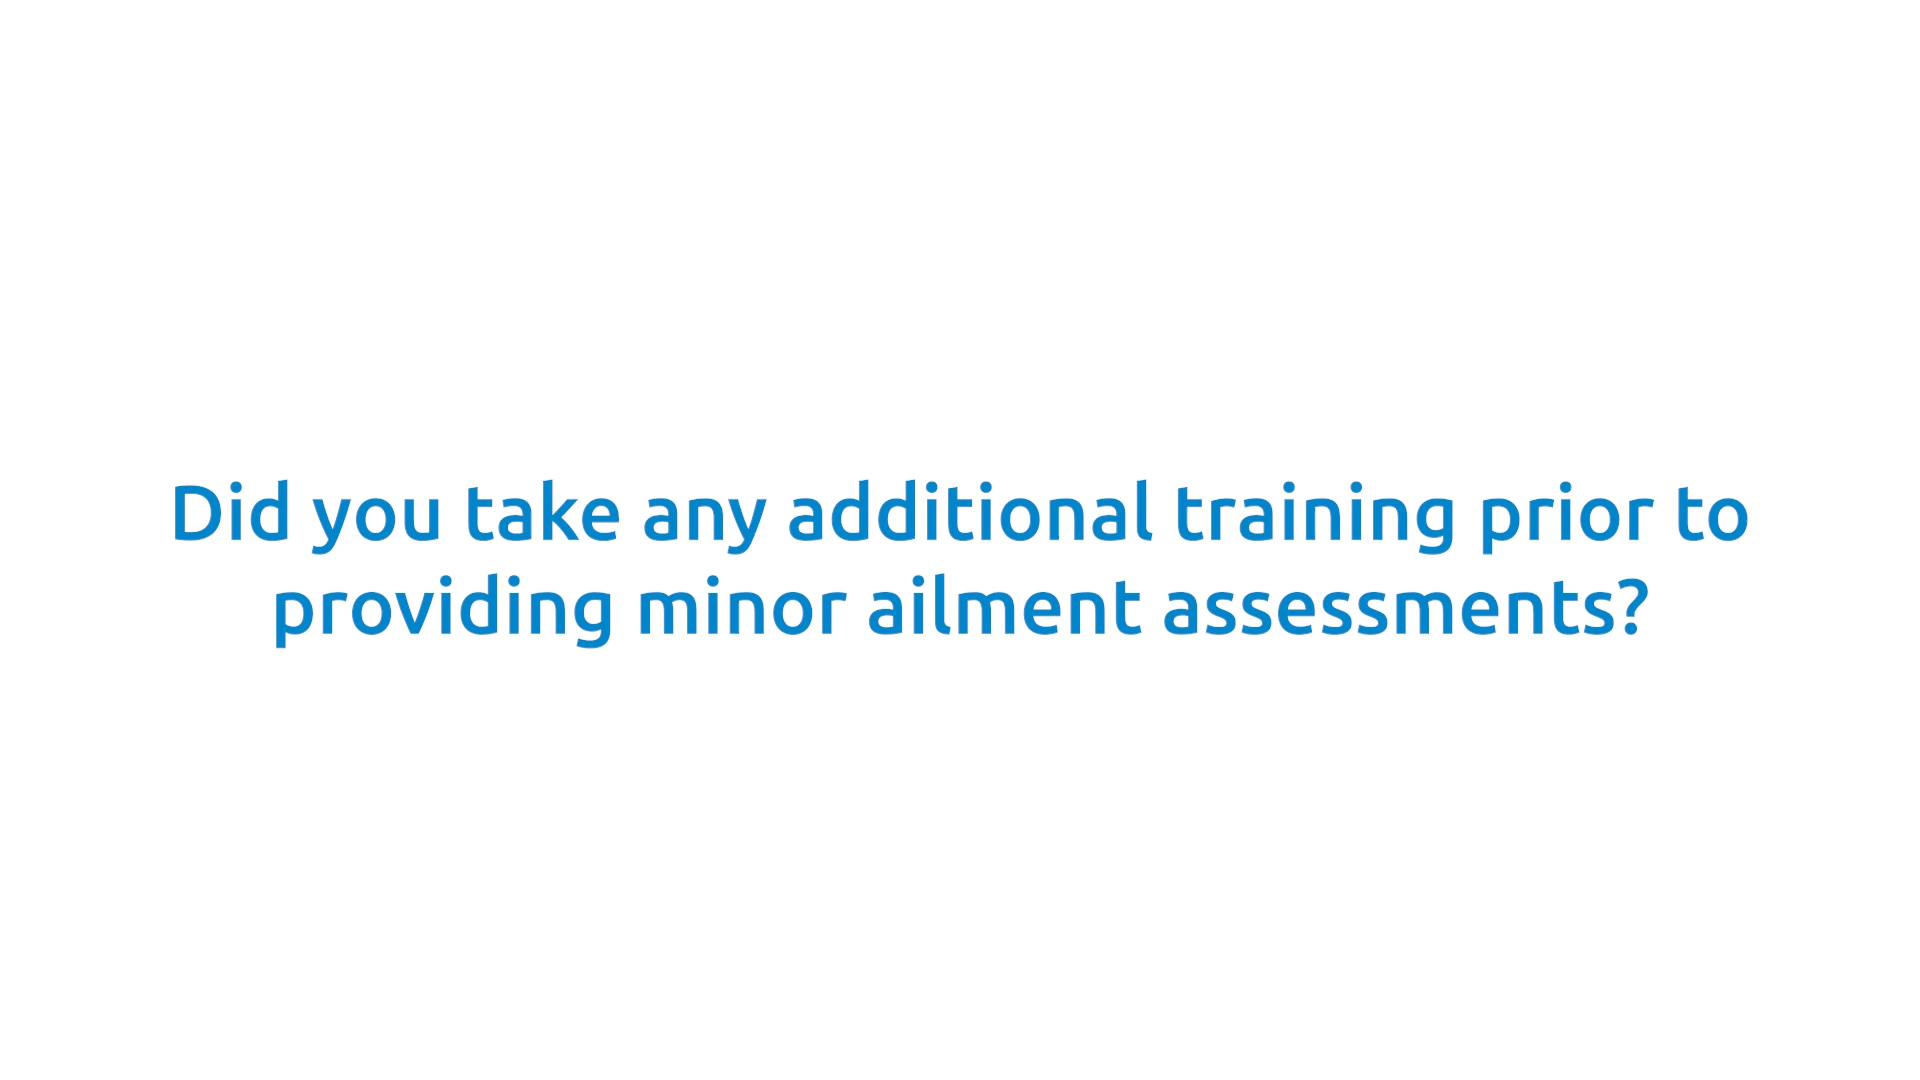 Did you take any additional training prior to
providing minor ailment assessments?